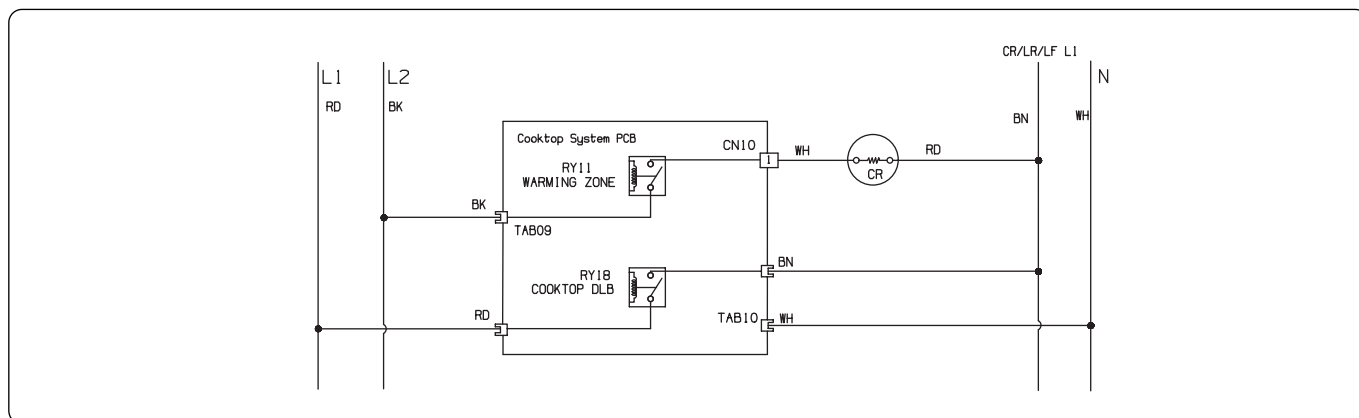 CR/LR/LF L1
L1
L2
N
RD
BK
BN
WH
Cooktop System PCB
CN10
RY11
WARMING ZONE
1
WH
RD
CR
BK
TAB09
RY18
COOKTOP DLB
BN
RD
TAB10
WH